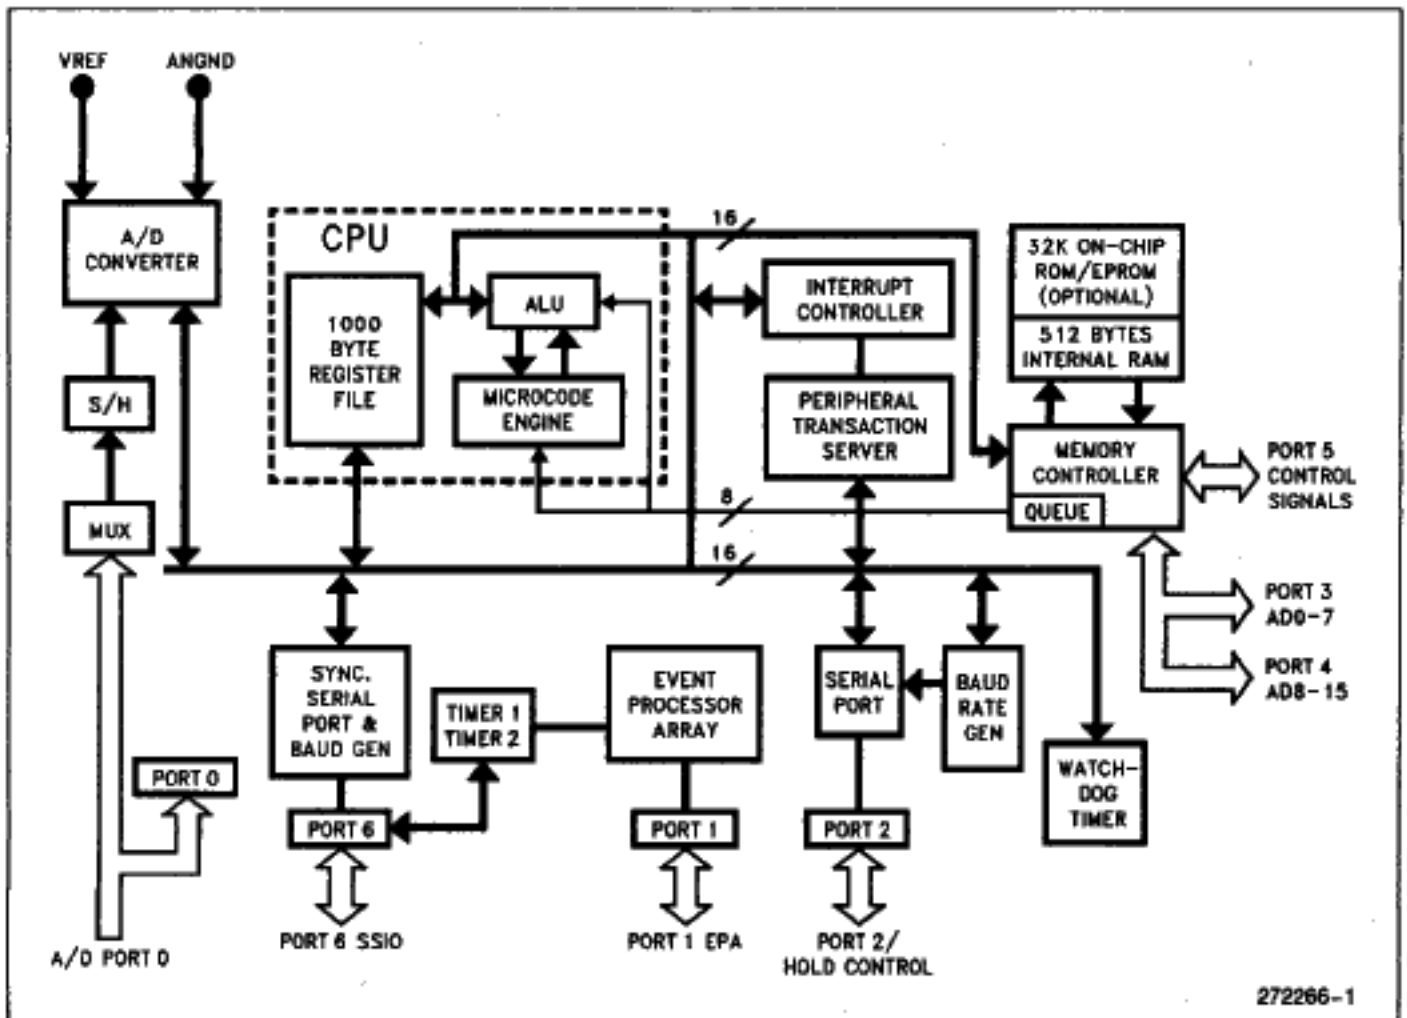 VREF
ANGND
A/D
CONVERTER
S/H
MUX
PORT 0
A/D PORT 0
CPU
1000
BYTE
REGISTER
FILE
ALU
MICROCODE
ENGINE
16
8
16
INTERRUPT
CONTROLLER
PERIPHERAL
TRANSACTION
SERVER
32K ON-CHIP
ROM/EPROM
(OPTIONAL)
512 BYTES
INTERNAL RAM
MEMORY
CONTROLLER
QUEUE
PORT 5
CONTROL
SIGNALS
PORT 3
AD0-7
PORT 4
AD8-15
SYNC.
SERIAL
PORT &
BAUD GEN
TIMER 1
TIMER 2
EVENT
PROCESSOR
ARRAY
SERIAL
PORT
BAUD
RATE
GEN
WATCH-
DOG
TIMER
PORT 6
PORT 1
PORT 2
PORT 6 SSIO
PORT 1 EPA
PORT 2/
HOLD CONTROL
272266-1